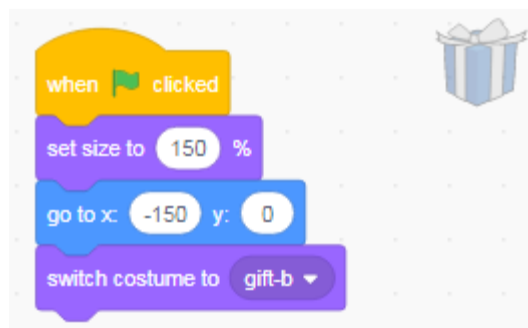 when clicked
set size to 150 %
go to x: -150 y: 0
switch costume to gift-b